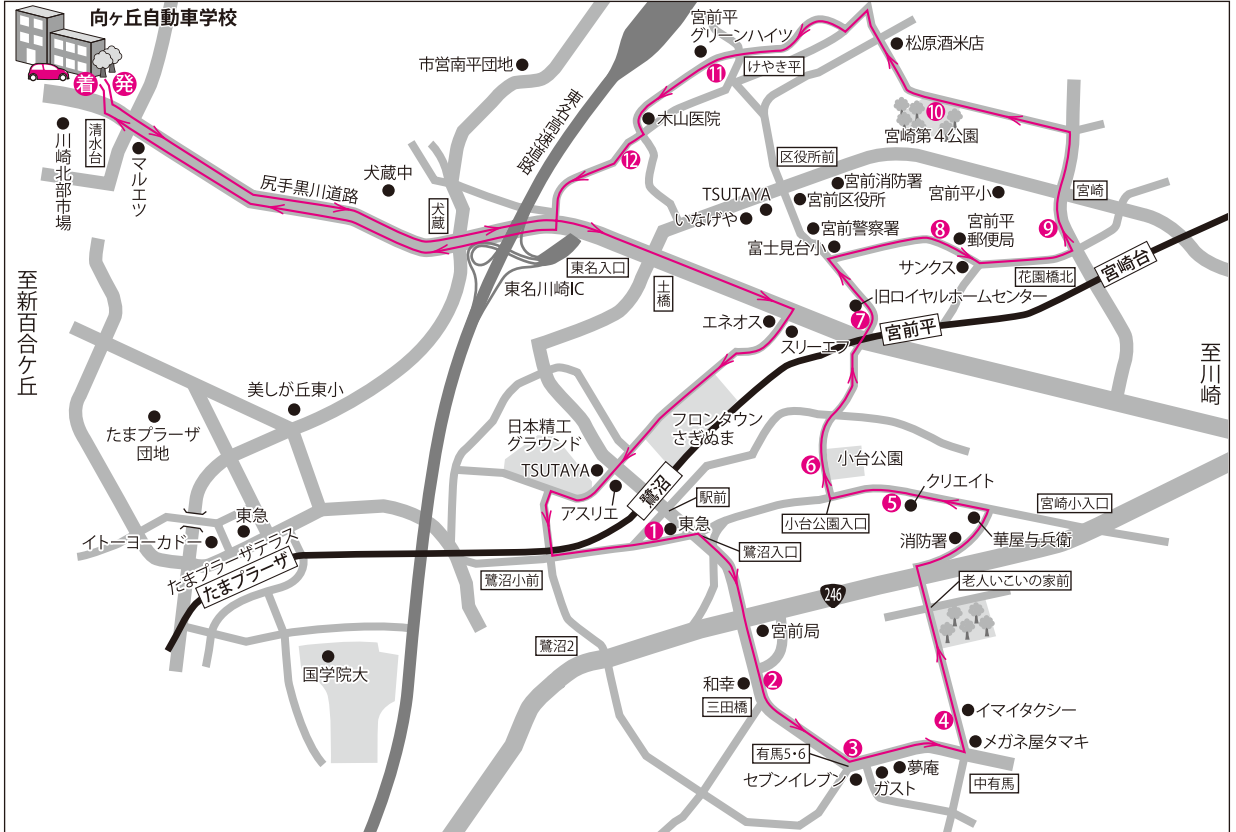 向ヶ丘自動車学校
着
発
清水台
川崎北部市場
マルエツ
尻手黒川道路
犬蔵中
犬蔵
市営南平団地
東名高速道路
宮前平
グリーンハイツ
⑪
けやき平
松原酒米店
木山医院
⑫
⑩
宮崎第4公園
区役所前
TSUTAYA
いなげや
宮前消防署
宮前区役所
宮前警察署
富士見台小
宮前平小
宮崎
⑧
宮前平
郵便局
⑨
サンクス
花園橋北
宮崎台
東名入口
東名川崎IC
土橋
旧ロイヤルホームセンター
⑦
エネオス
スリーエフ
宮前平
至新百合ケ丘
至川崎
美しが丘東小
たまプラーザ
団地
日本精工
グラウンド
フロンタウン
さぎぬま
TSUTAYA
アスリエ
鷺沼
駅前
①
東急
鷺沼入口
⑥
小台公園
小台公園入口
⑤
クリエイト
宮崎小入口
消防署
華屋与兵衛
老人いこいの家前
東急
イトーヨーカドー
たまプラーザテラス
たまプラーザ
鷺沼小前
246
鷺沼2
宮前局
国学院大
和幸
②
三田橋
④
イマイタクシー
メガネ屋タマキ
有馬5・6
③
セブンイレブン
ガスト
夢庵
中有馬